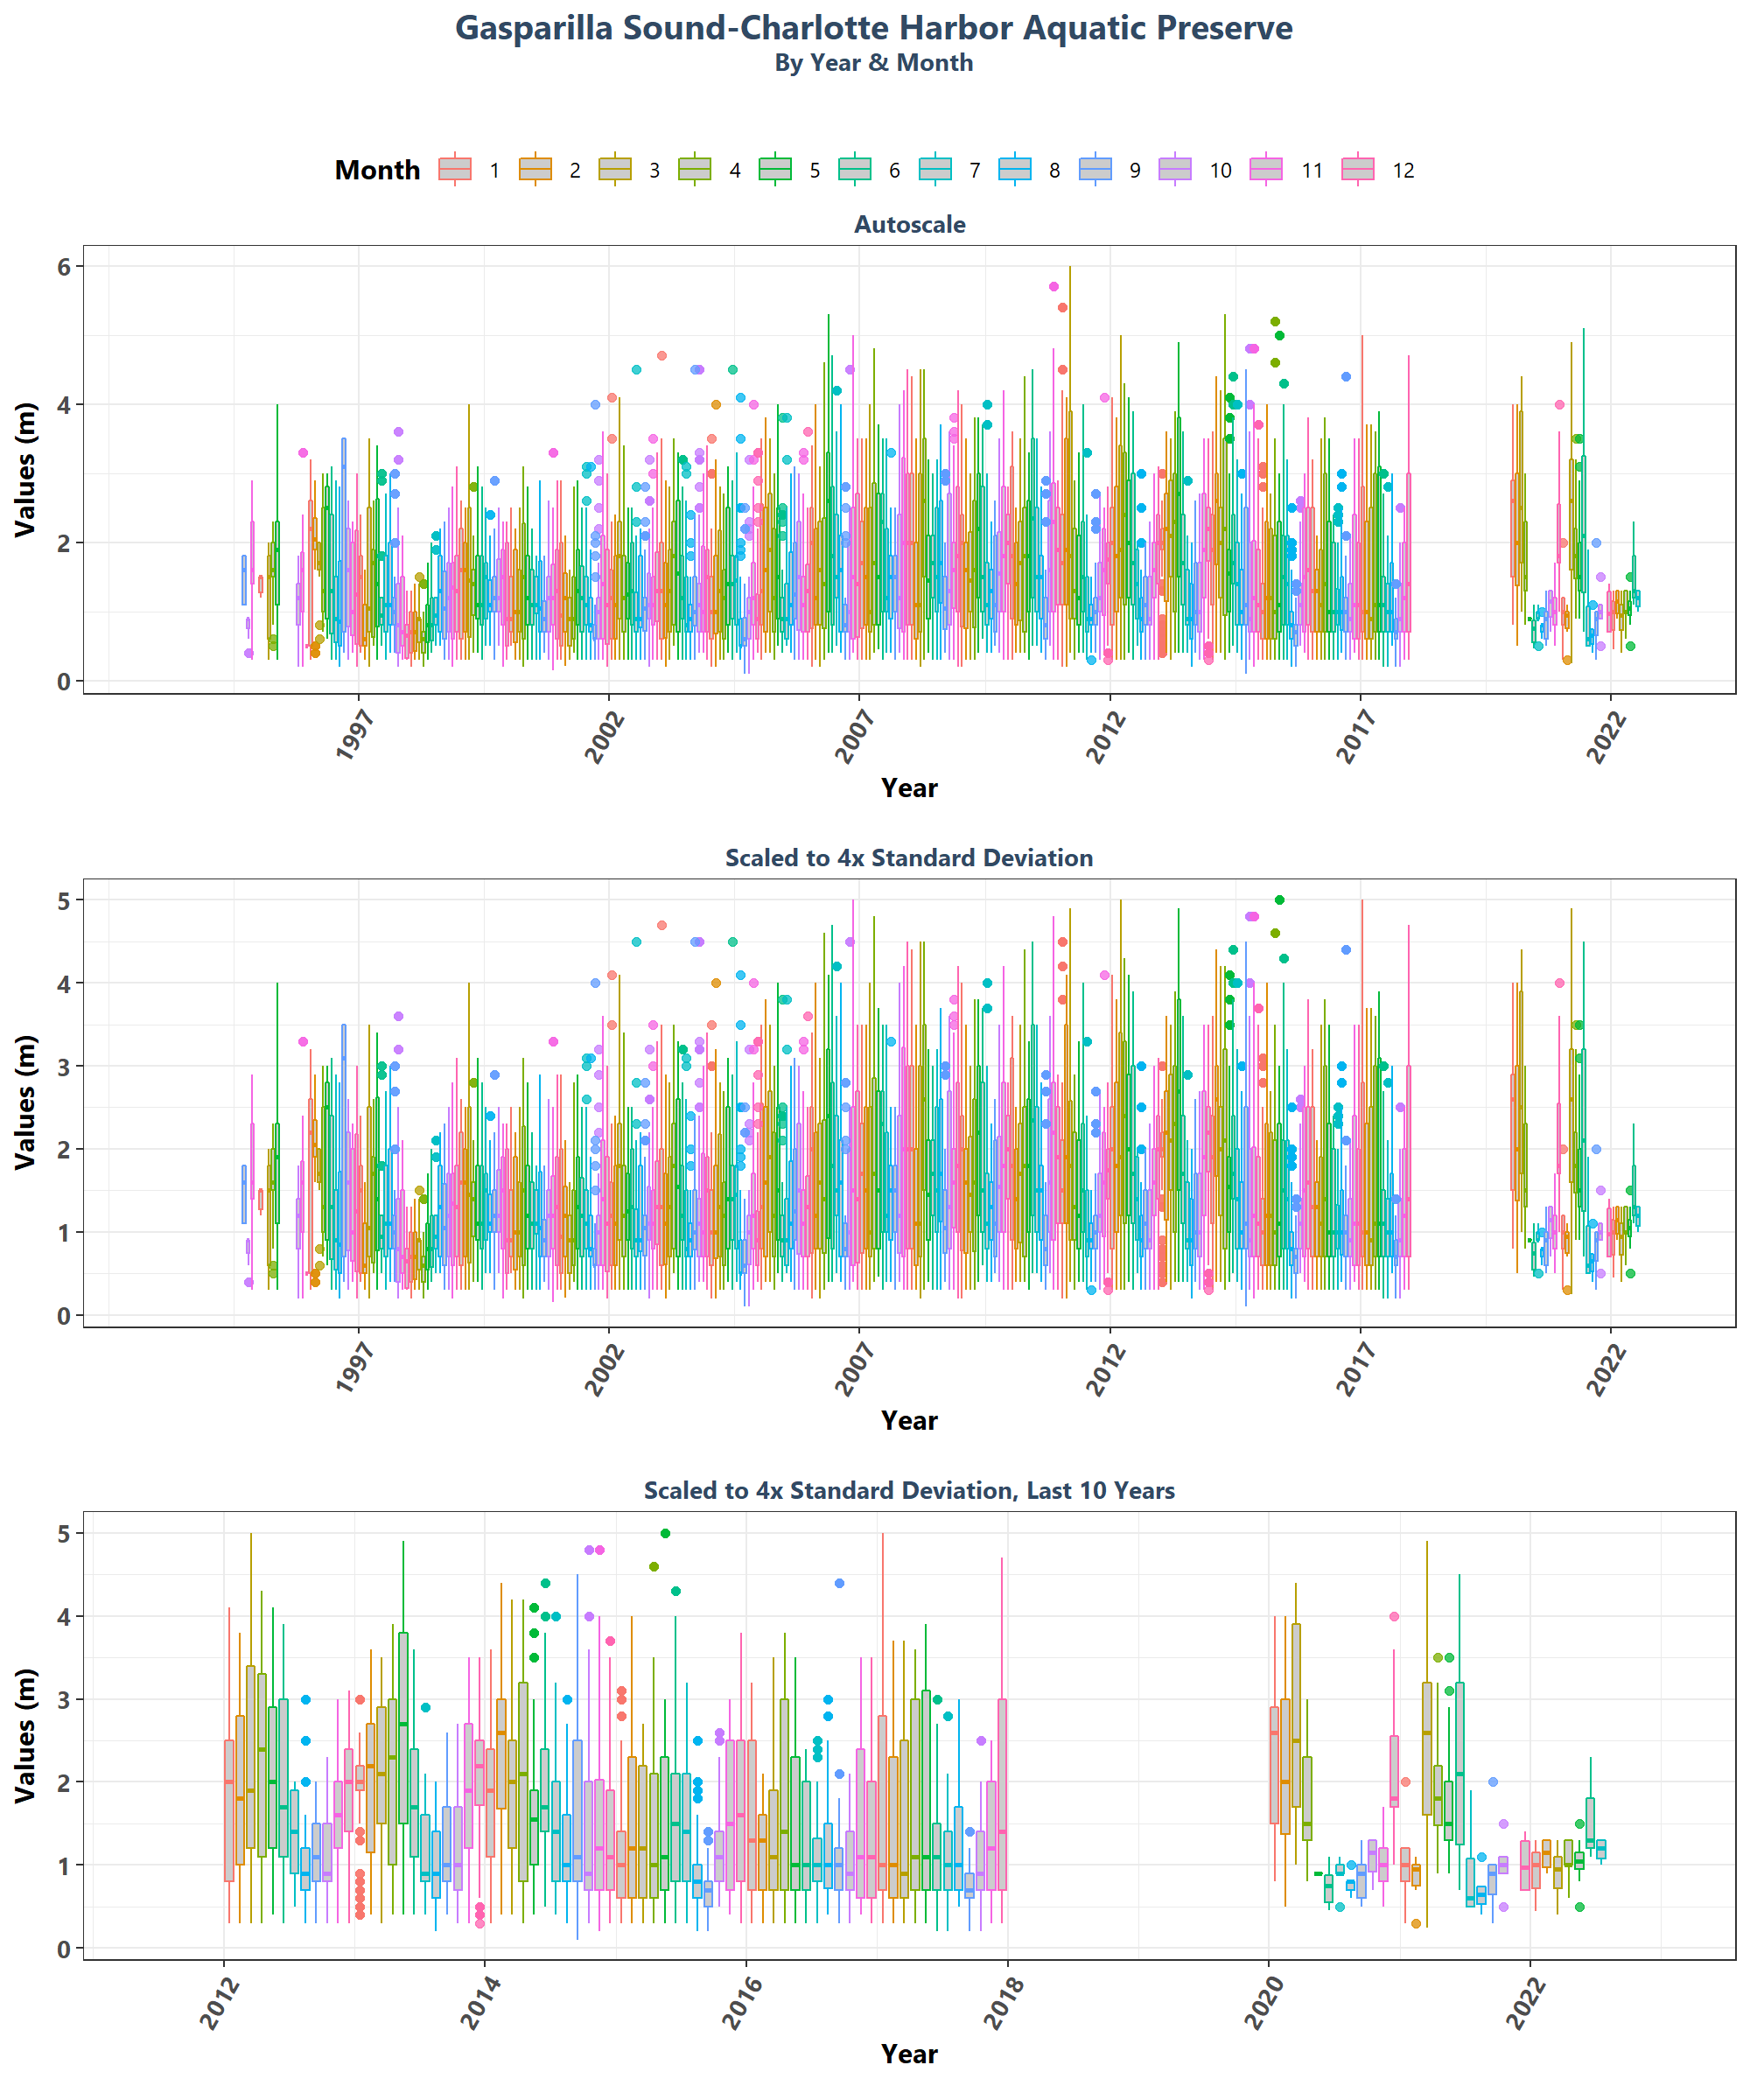 Gasparilla Sound-Charlotte Harbor Aquatic Preserve
By Year & Month
Month 1 2 3 4 5 6 7 8 9 10 11 12
Autoscale
Values (m)
6
4
2
0
1997 2002 2007 2012 2017 2022
Year
Scaled to 4x Standard Deviation
Values (m)
5
4
3
2
1
0
1997 2002 2007 2012 2017 2022
Year
Scaled to 4x Standard Deviation, Last 10 Years
Values (m)
5
4
3
2
1
0
2012 2014 2016 2018 2020 2022
Year